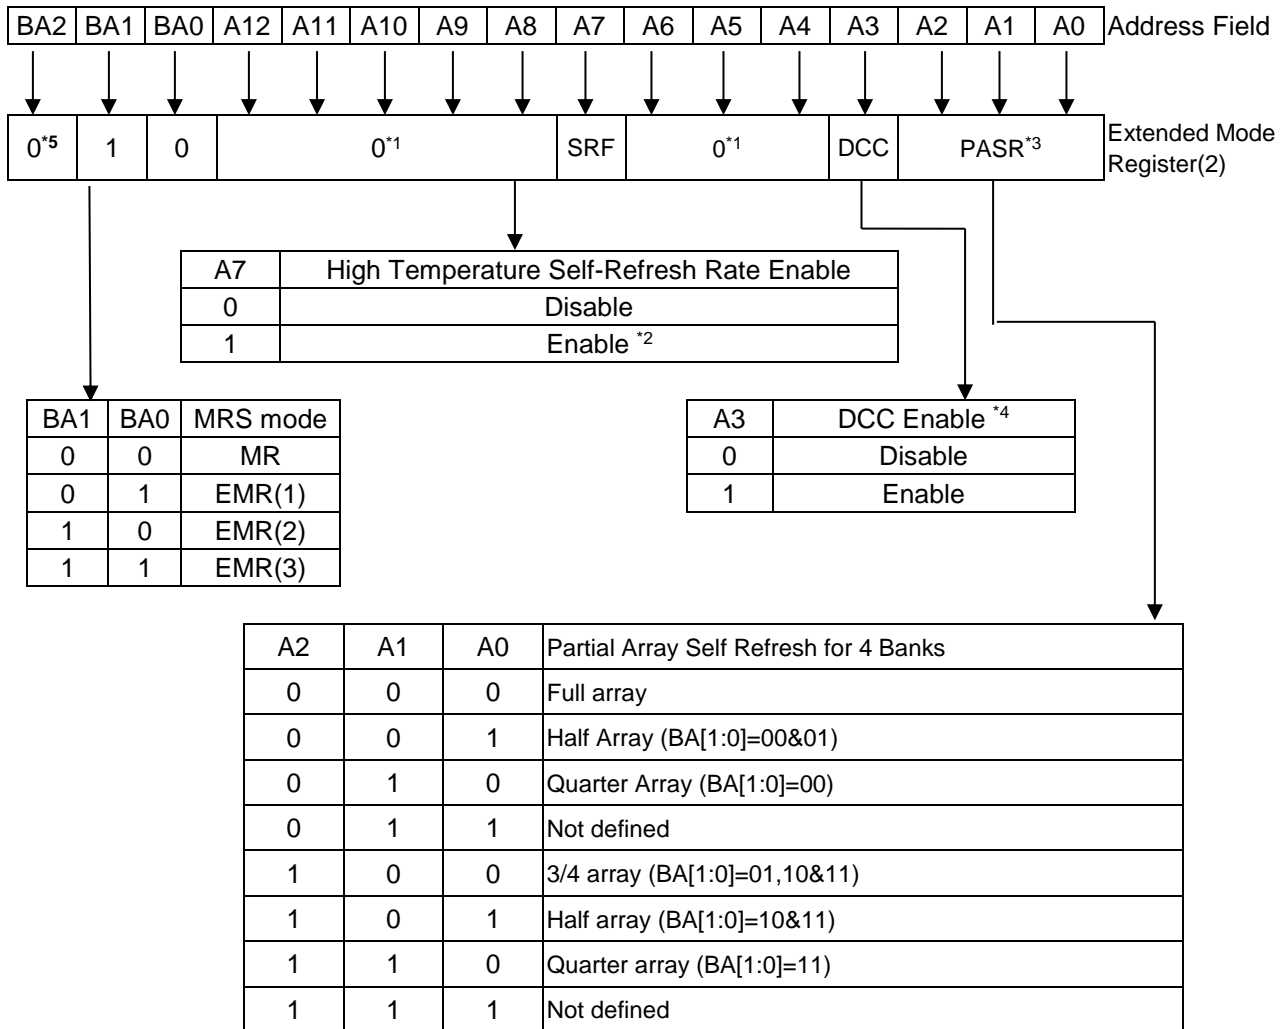 BA2 BA1 BA0 A12 A11 A10 A9 A8 A7 A6 A5 A4 A3 A2 A1 A0 Address Field
0*5 1 0 0*1 SRF 0*1 DCC PASR*3 Extended Mode
Register(2)
A7 High Temperature Self-Refresh Rate Enable
0 Disable
1 Enable *2
BA1 BA0 MRS mode
0 0 MR
0 1 EMR(1)
1 0 EMR(2)
1 1 EMR(3)
A3 DCC Enable *4
0 Disable
1 Enable
A2 A1 A0 Partial Array Self Refresh for 4 Banks
0 0 0 Full array
0 0 1 Half Array (BA[1:0]=00&01)
0 1 0 Quarter Array (BA[1:0]=00)
0 1 1 Not defined
1 0 0 3/4 array (BA[1:0]=01,10&11)
1 0 1 Half array (BA[1:0]=10&11)
1 1 0 Quarter array (BA[1:0]=11)
1 1 1 Not defined